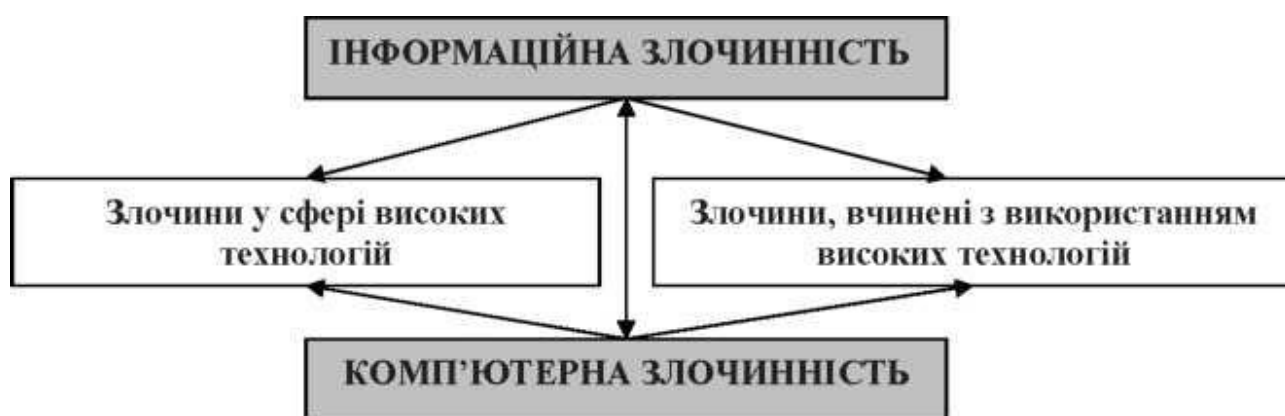 ІНФОРМАЦІЙНА ЗЛОЧИННІСТЬ
Злочини у сфері високих
технологій
Злочини, вчинені з використанням
високих технологій
КОМП’ЮТЕРНА ЗЛОЧИННІСТЬ